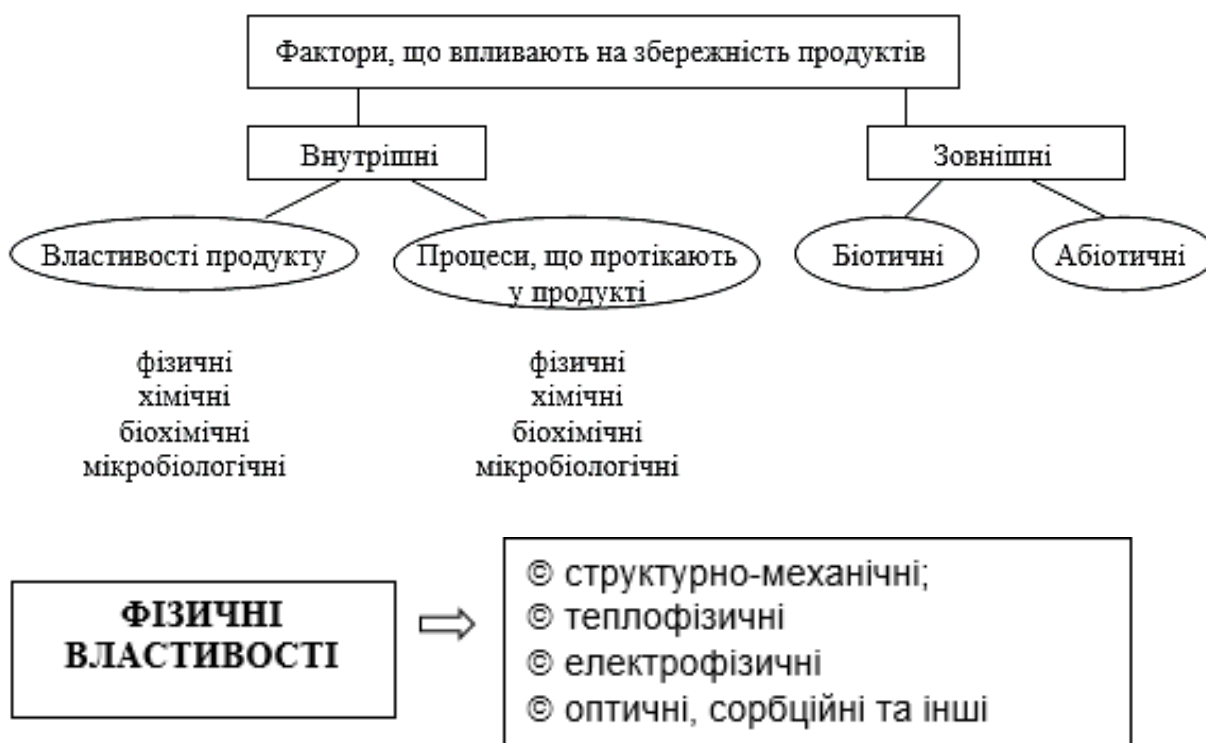 Фактори, що впливають на збережність продуктів
Внутрішні
Зовнішні
Властивості продукту
Процеси, що протікають
у продукті
Біотичні
Абіотичні
фізичні
хімічні
біохімічні
мікробіологічні
фізичні
хімічні
біохімічні
мікробіологічні
ФІЗИЧНІ
ВЛАСТИВОСТІ
© структурно-механічні;
© теплофізичні
© електрофізичні
© оптичні, сорбційні та інші